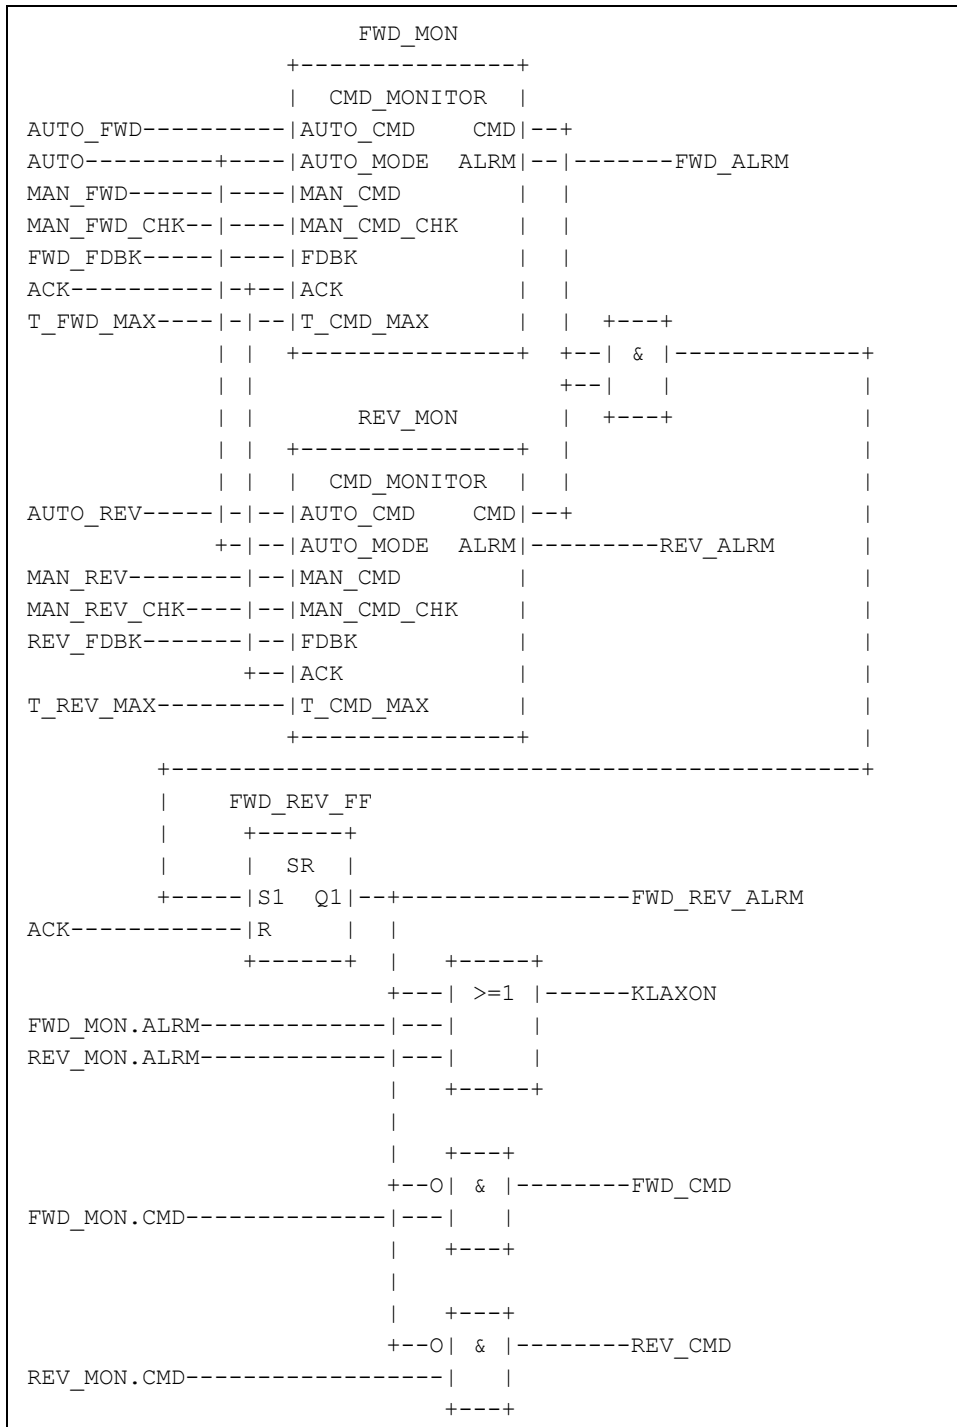 FWD_MON
                  +---------------+
                  |  CMD_MONITOR  |
AUTO_FWD----------|AUTO_CMD    CMD|--+
AUTO---------+----|AUTO_MODE  ALRM|--|-------FWD_ALRM
MAN_FWD------|----|MAN_CMD        |  |
MAN_FWD_CHK--|----|MAN_CMD_CHK    |  |
FWD_FDBK-----|----|FDBK           |  |
ACK----------|-+--|ACK            |  |
T_FWD_MAX----|-|--|T_CMD_MAX      |  |  +---+
             | |  +---------------+  +--| & |-------------+
             | |                     +--|   |             |
             | |       REV_MON       |  +---+             |
             | |  +---------------+  |                    |
             | |  |  CMD_MONITOR  |  |                    |
AUTO_REV-----|-|--|AUTO_CMD    CMD|--+                    |
             +-|--|AUTO_MODE  ALRM|---------REV_ALRM      |
MAN_REV--------|--|MAN_CMD        |                       |
MAN_REV_CHK----|--|MAN_CMD_CHK    |                       |
REV_FDBK-------|--|FDBK           |                       |
               +--|ACK            |                       |
T_REV_MAX---------|T_CMD_MAX      |                       |
                  +---------------+                       |
         +------------------------------------------------+
         |    FWD_REV_FF
         |     +------+
         |     |  SR  |
         +-----|S1  Q1|--+----------------FWD_REV_ALRM
ACK------------|R     |  |
               +------+  |   +-----+
                         +---| >=1 |------KLAXON
FWD_MON.ALRM-------------|---|     |
REV_MON.ALRM-------------|---|     |
                         |   +-----+
                         |
                         |   +---+
                         +--O| & |--------FWD_CMD
FWD_MON.CMD--------------|---|   |
                         |   +---+
                         |
                         |   +---+
                         +--O| & |--------REV_CMD
REV_MON.CMD------------------|   |
                             +---+